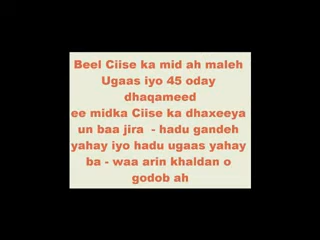 Beel Ciise ka mid ah maleh
Ugaas iyo 45 oday
dhaqameed
ee midka Ciise ka dhaxeeya
un baa jira - hadu gandeh
yahay iyo hadu ugaas yahay
ba - waa arin khaldan o
godob ah